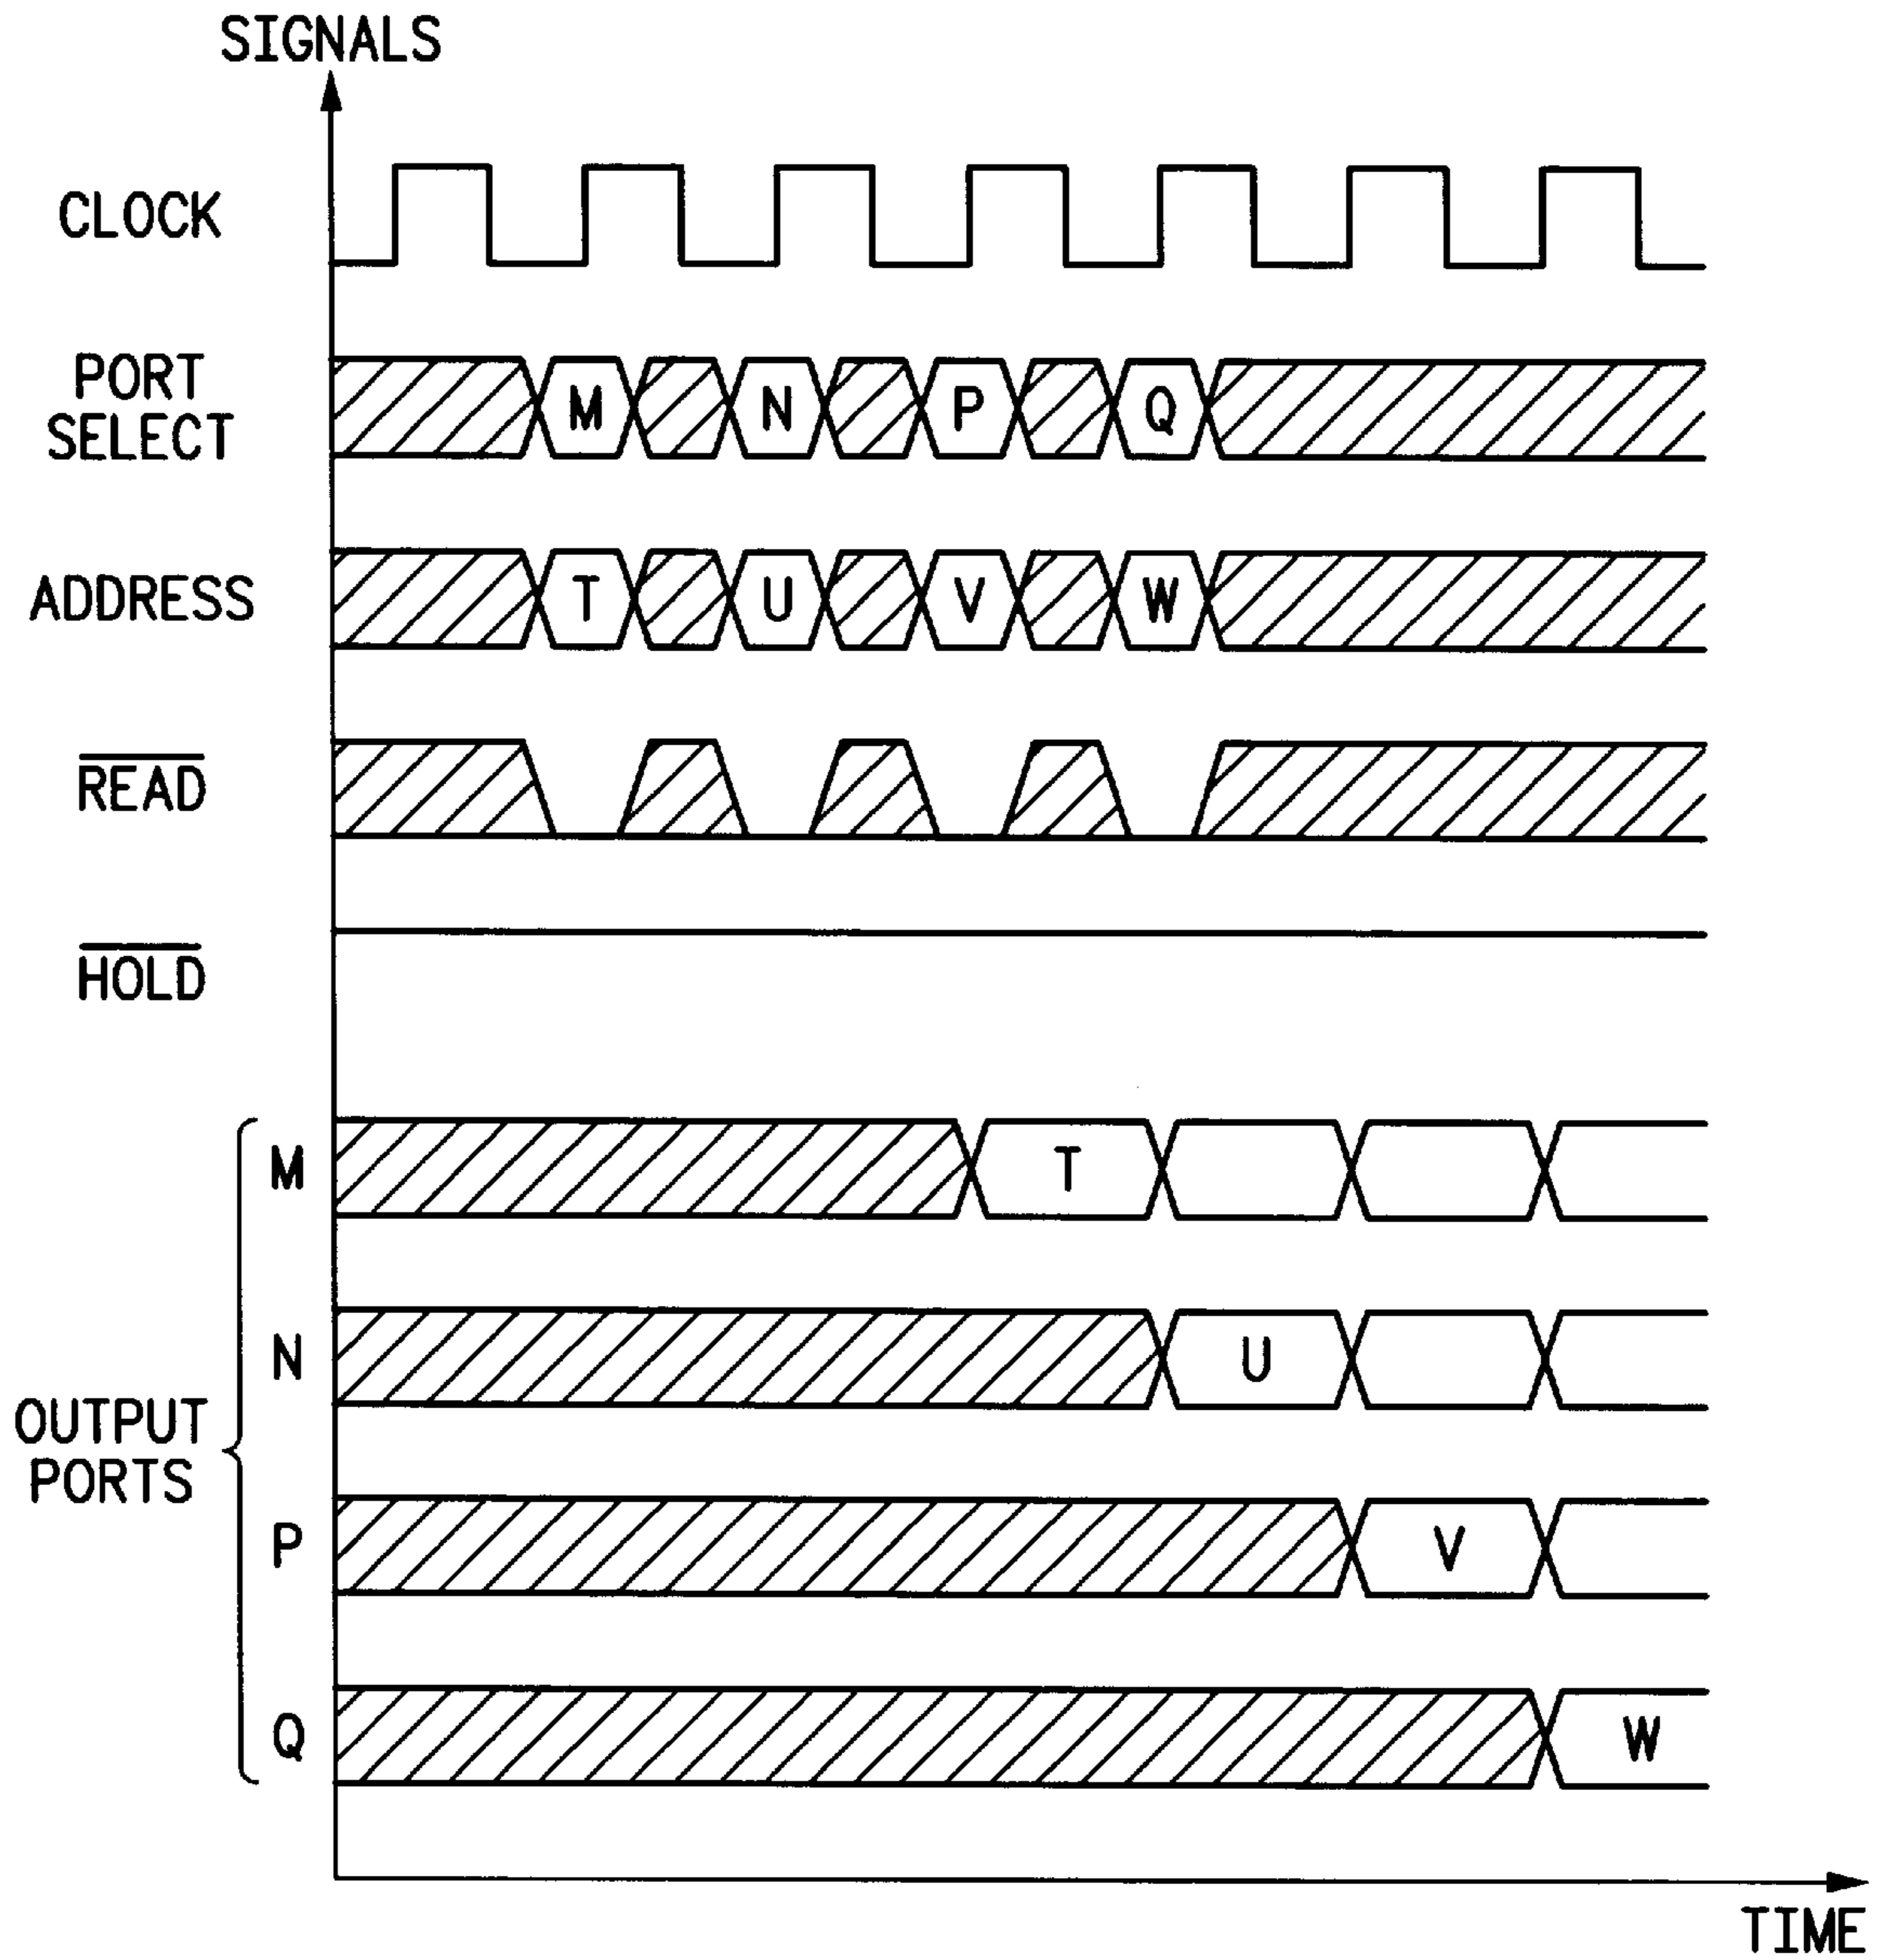 SIGNALS
CLOCK
PORT
SELECT
M N P Q
ADDRESS
T U V W
READ
HOLD
OUTPUT
PORTS
M
T
N
U
P
V
Q
W
TIME